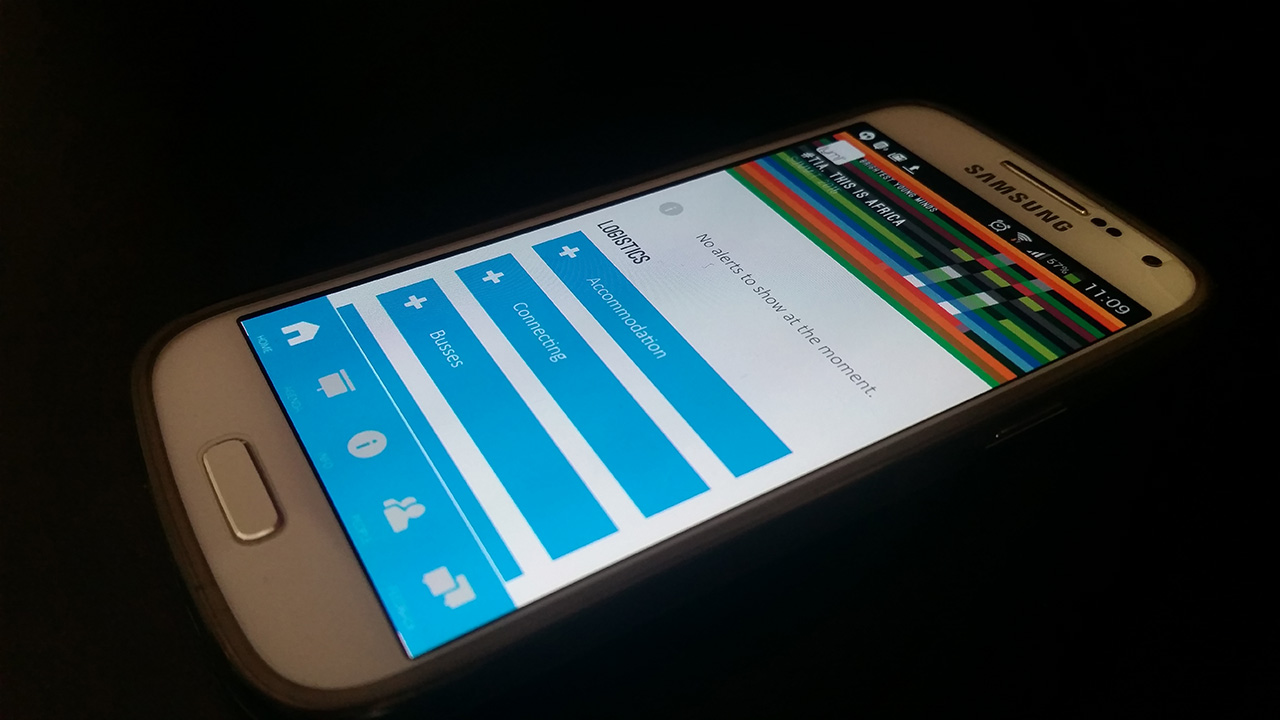 SAMSUNG
57% 11:09
BRIGHTEST YOUNG MINDS
#TIA. THIS IS AFRICA
No alerts to show at the moment.
LOGISTICS
Accommodation
Connecting
Busses
HOME